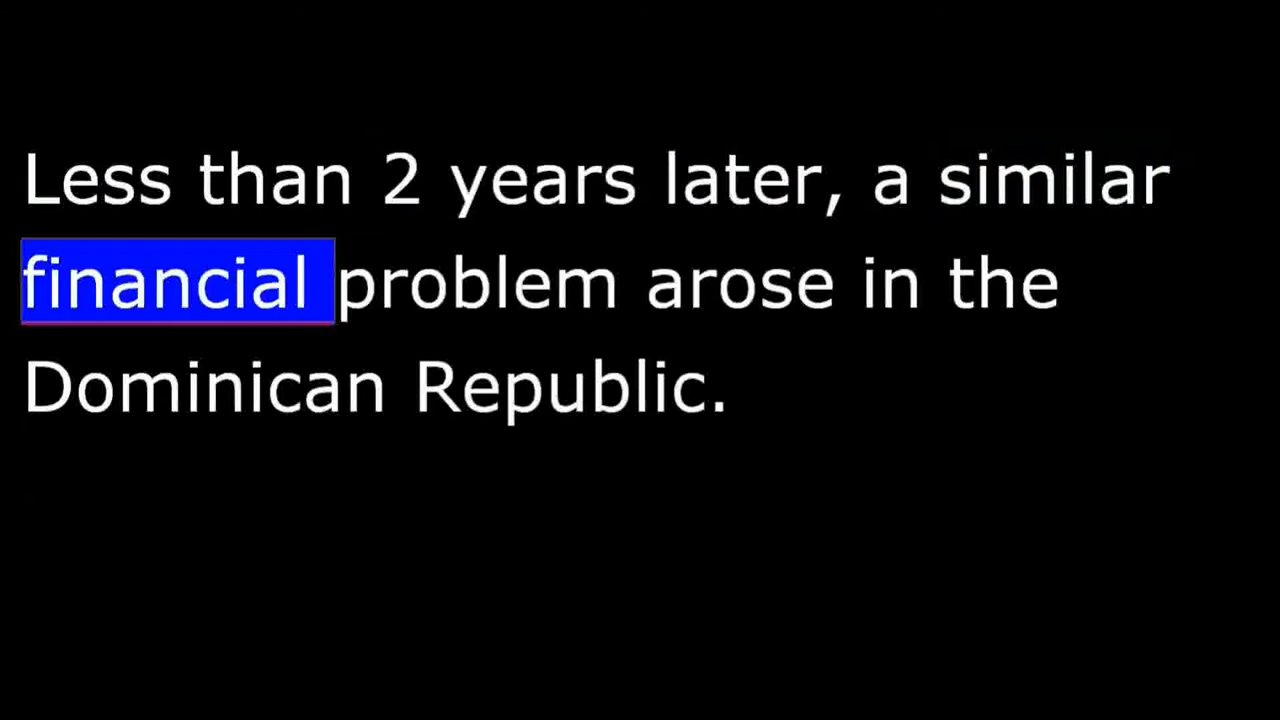 Less than 2 years later, a similar
financial problem arose in the
Dominican Republic.